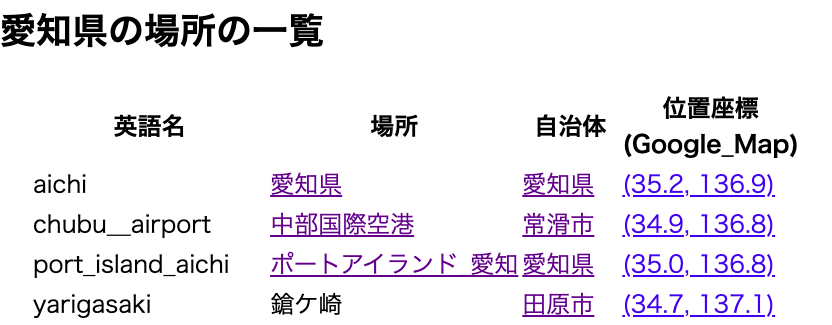 愛知県の場所の一覧
英語名 場所 自治体 位置座標
(Google_Map)
aichi 愛知県 愛知県 (35.2, 136.9)
chubu__airport 中部国際空港 常滑市 (34.9, 136.8)
port_island_aichi ポートアイランド_愛知 愛知県 (35.0, 136.8)
yarigasaki 鎗ケ崎 田原市 (34.7, 137.1)